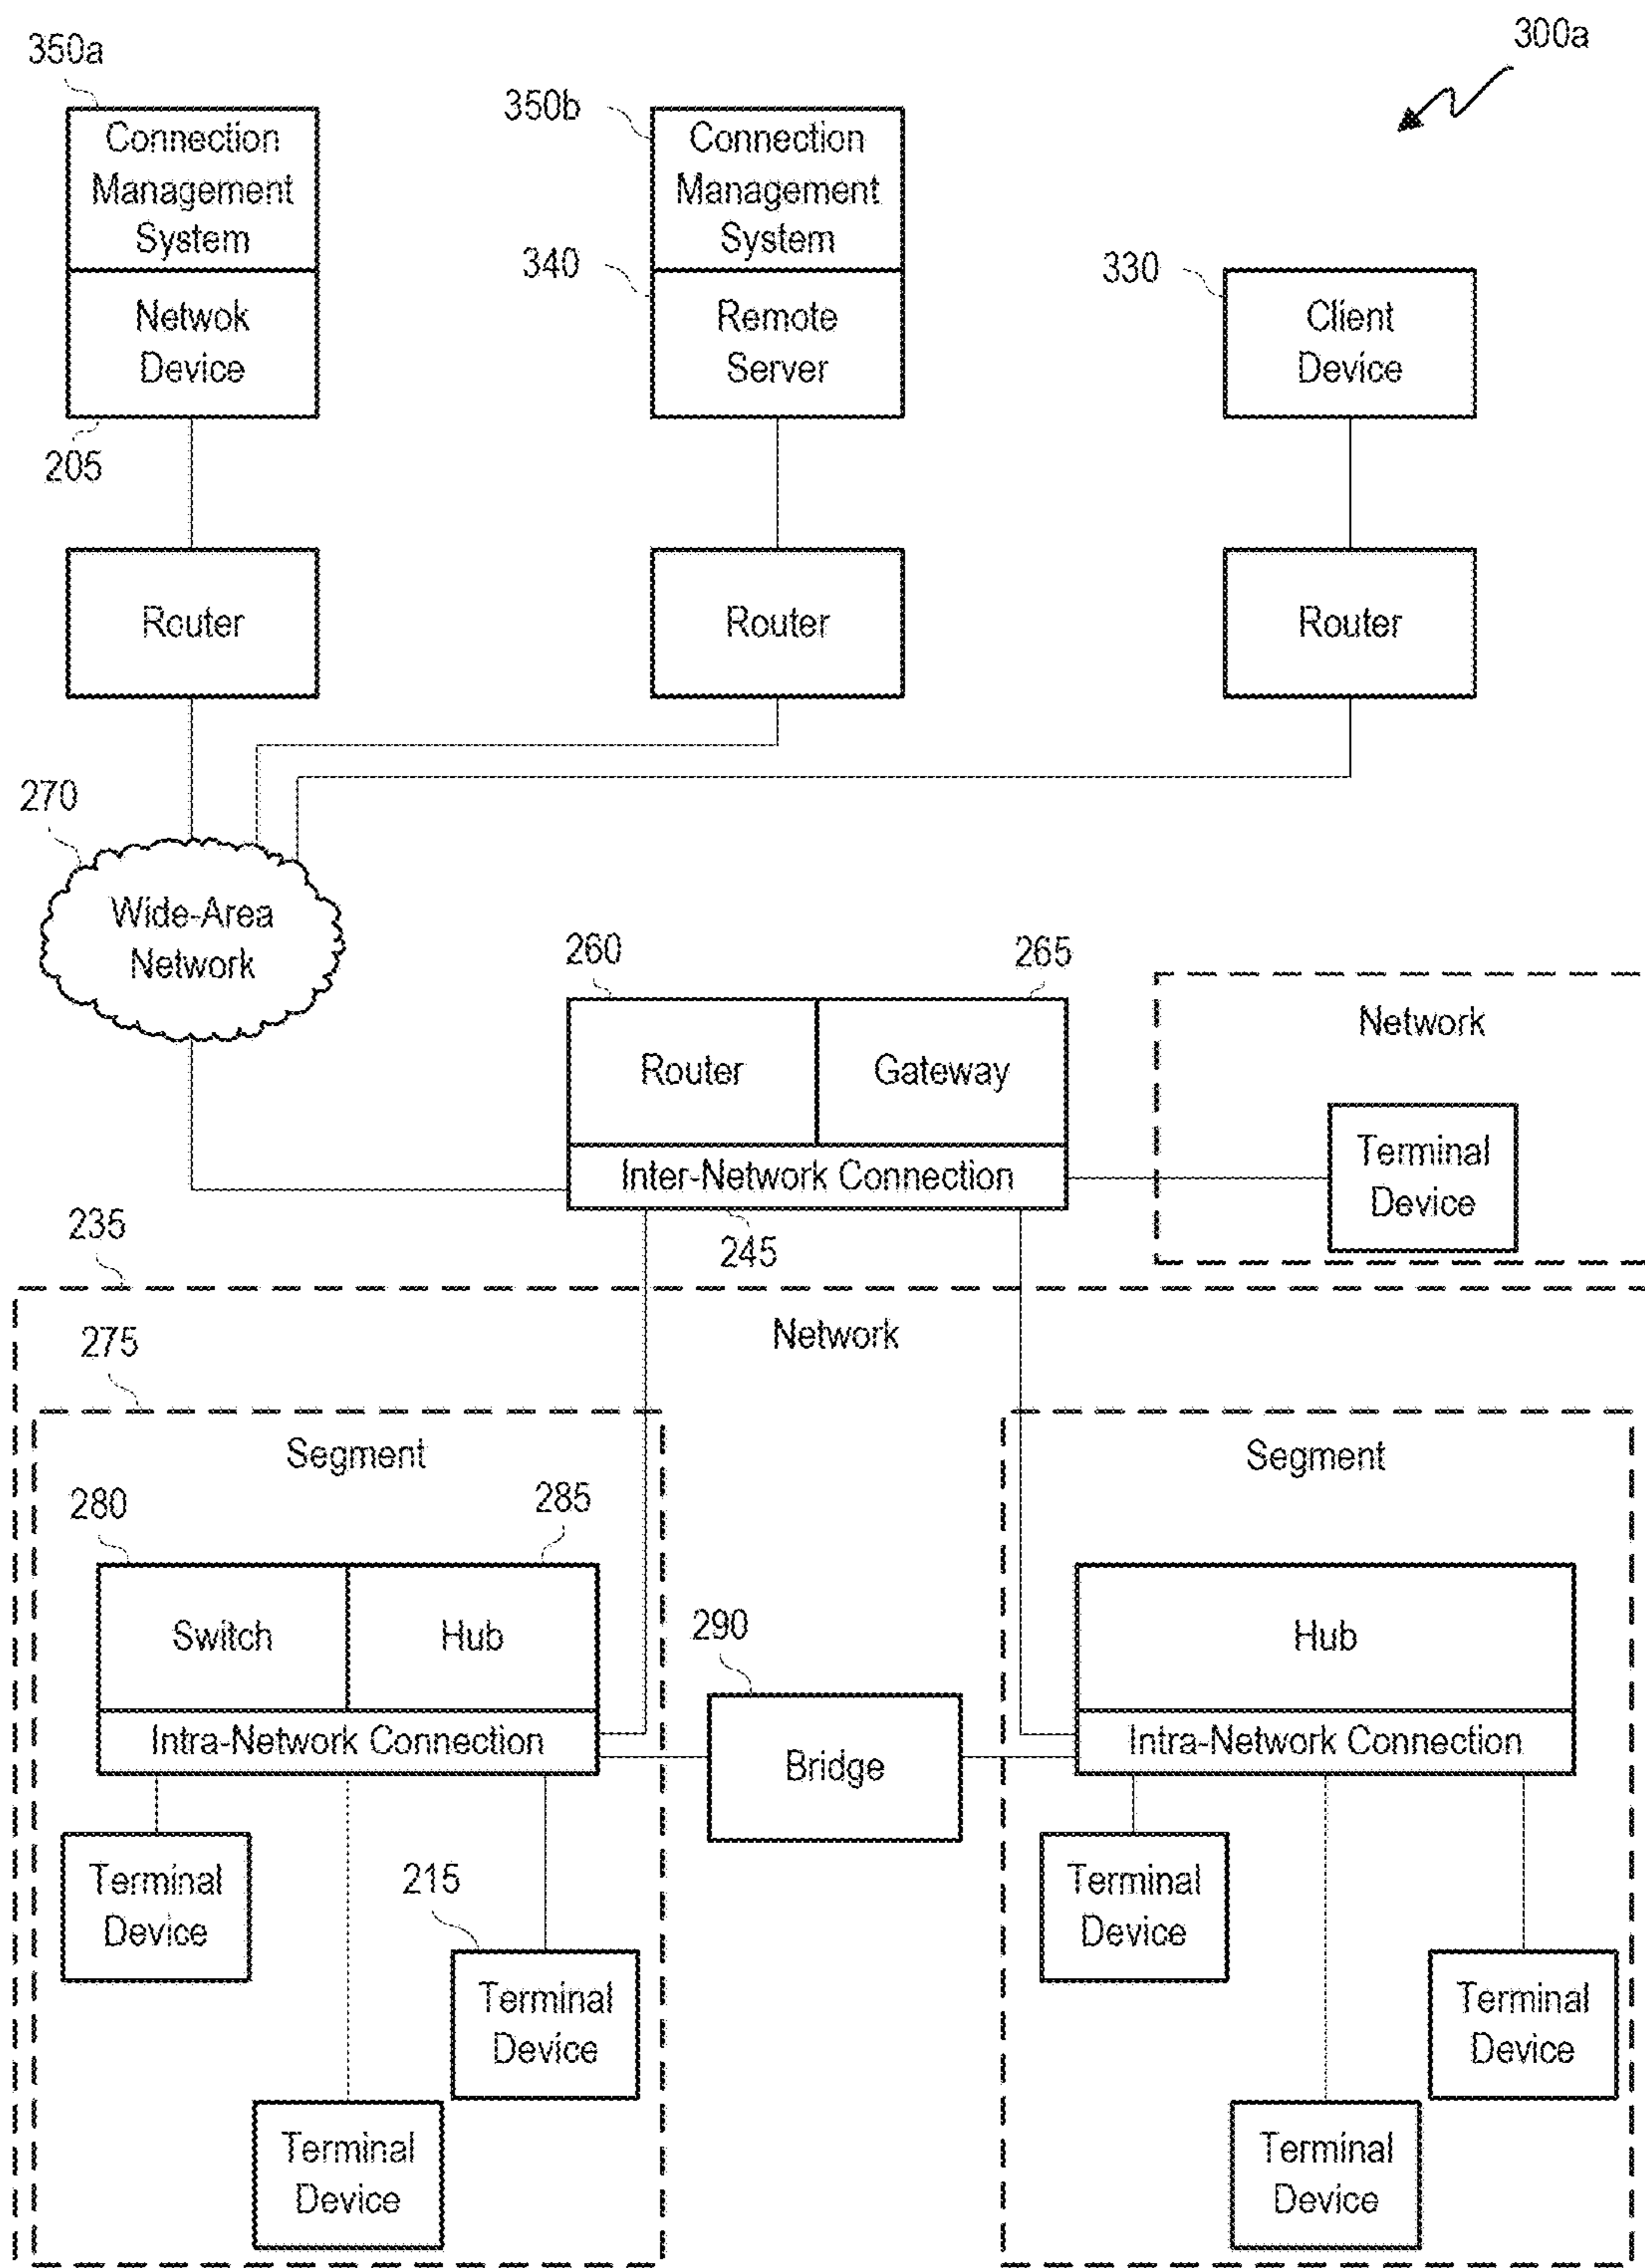 300a
350a
Connection
Management
System
Netwok
Device
205
350b
Connection
Management
System
340
Remote
Server
330
Client
Device
Router
Router
Router
270
Wide-Area
Network
260
265
Router
Gateway
Inter-Network Connection
245
Network
Terminal
Device
235
Network
275
Segment
280
285
Switch
Hub
Intra-Network Connection
290
Bridge
Segment
Hub
Intra-Network Connection
Terminal
Device
215
Terminal
Device
Terminal
Device
Terminal
Device
Terminal
Device
Terminal
Device